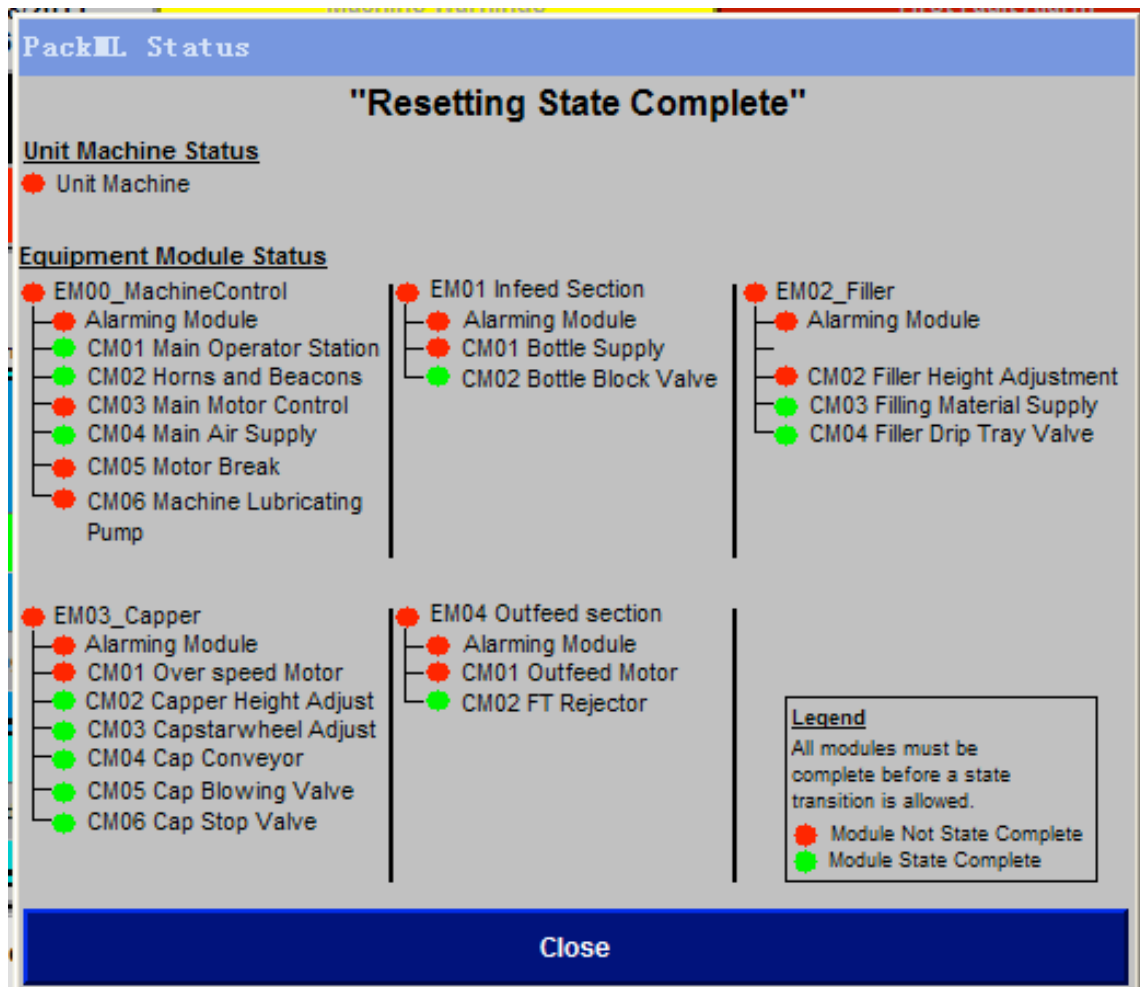 PackML Status
"Resetting State Complete"
Unit Machine Status
Unit Machine
Equipment Module Status
EM00_MachineControl
Alarming Module
CM01 Main Operator Station
CM02 Horns and Beacons
CM03 Main Motor Control
CM04 Main Air Supply
CM05 Motor Break
CM06 Machine Lubricating
Pump
EM01 Infeed Section
Alarming Module
CM01 Bottle Supply
CM02 Bottle Block Valve
EM02_Filler
Alarming Module
CM02 Filler Height Adjustment
CM03 Filling Material Supply
CM04 Filler Drip Tray Valve
EM03_Capper
Alarming Module
CM01 Over speed Motor
CM02 Capper Height Adjust
CM03 Capstarwheel Adjust
CM04 Cap Conveyor
CM05 Cap Blowing Valve
CM06 Cap Stop Valve
EM04 Outfeed section
Alarming Module
CM01 Outfeed Motor
CM02 FT Rejector
Legend
All modules must be
complete before a state
transition is allowed.
Module Not State Complete
Module State Complete
Close